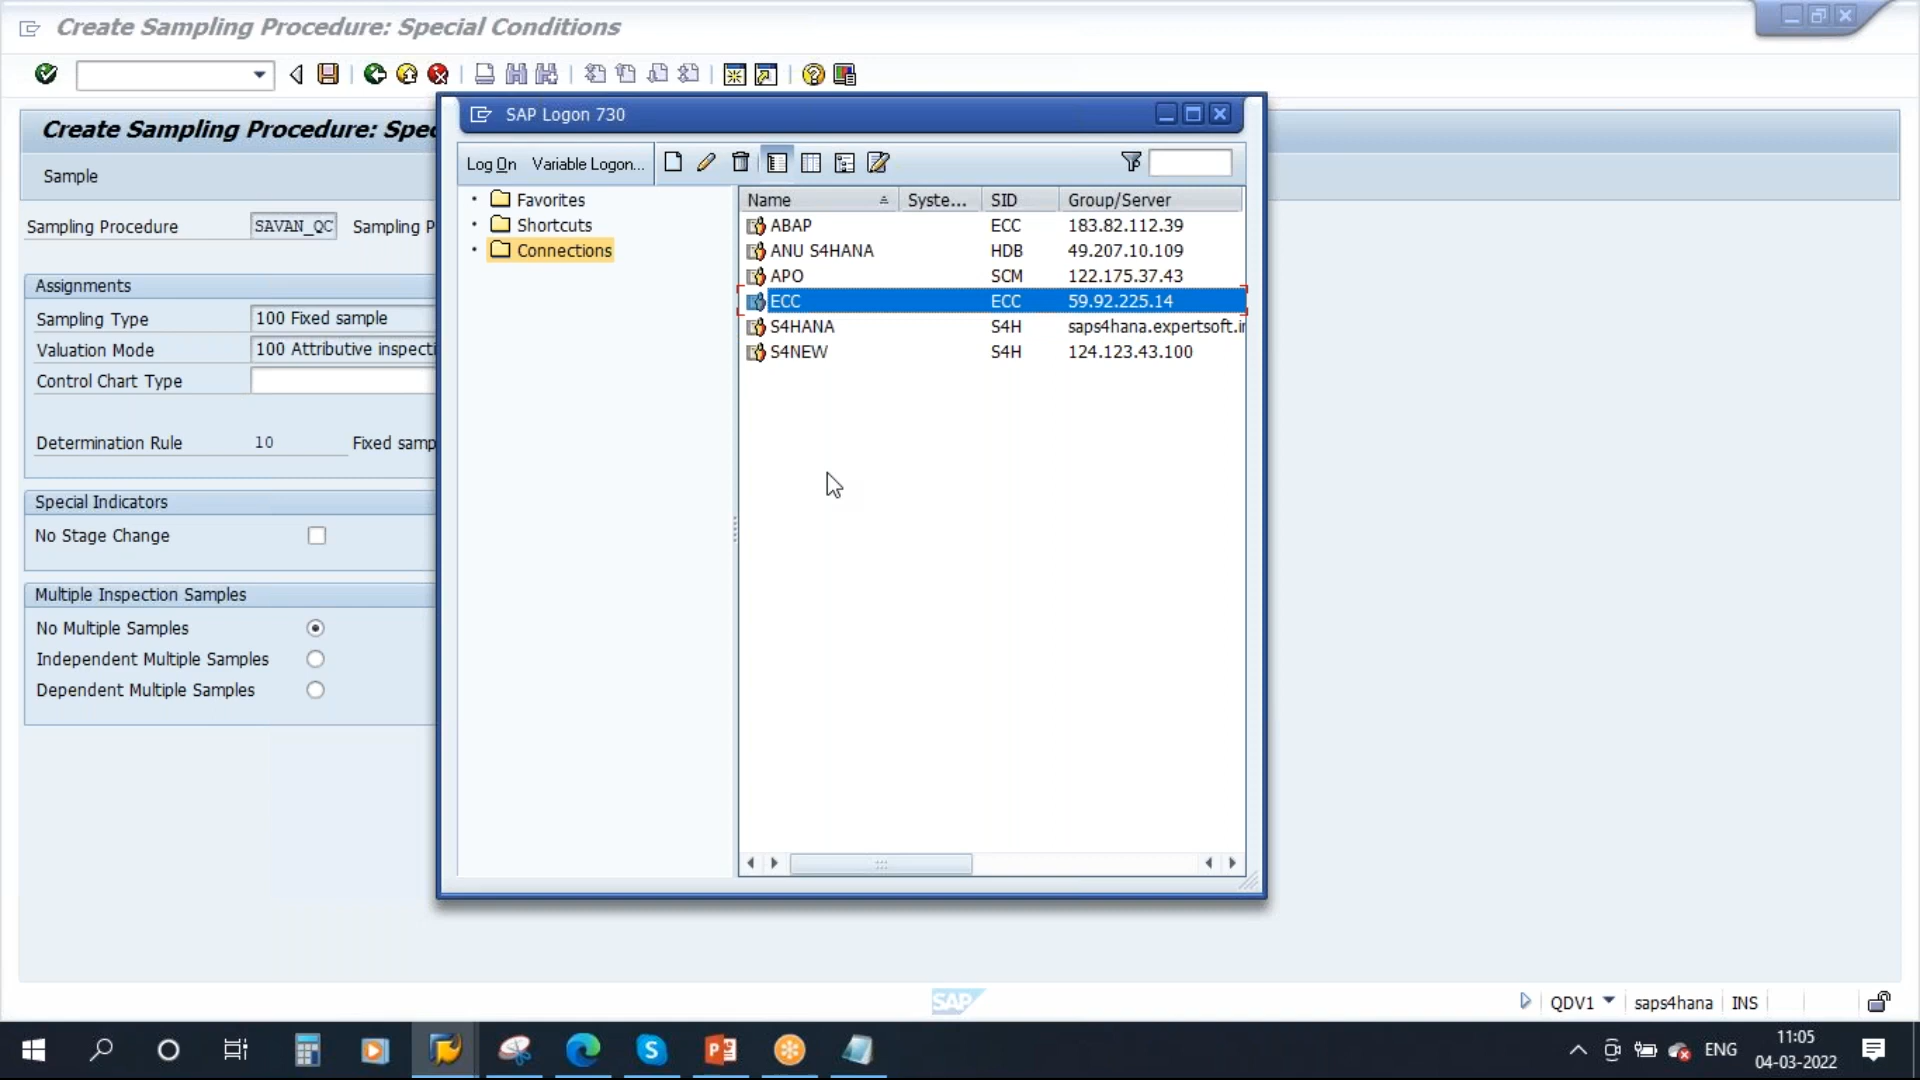 Create Sampling Procedure: Special Conditions
SAP Logon 730
Create Sampling Procedure: Spec
Log On Variable Logon...
Sample
Favorites
Shortcuts
Connections
Name Syste... SID Group/Server
ABAP ECC 183.82.112.39
ANU S4HANA HDB 49.207.10.109
APO SCM 122.175.37.43
ECC ECC 59.92.225.14
S4HANA S4H saps4hana.expertsoft.in
S4NEW S4H 124.123.43.100
Sampling Procedure SAVAN_QC Sampling P
Assignments
Sampling Type 100 Fixed sample
Valuation Mode 100 Attributive inspecti
Control Chart Type
Determination Rule 10 Fixed samp
Special Indicators
No Stage Change
Multiple Inspection Samples
No Multiple Samples
Independent Multiple Samples
Dependent Multiple Samples
SAP
QDV1 saps4hana INS
ENG
11:05
04-03-2022